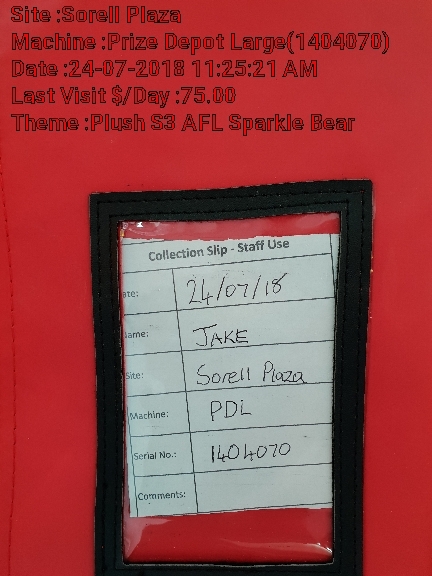 Site :Sorell Plaza
Machine :Prize Depot Large(1404070)
Date :24-07-2018 11:25:21 AM
Last Visit $/Day :75.00
Theme :Plush S3 AFL Sparkle Bear
Collection Slip - Staff Use
ate: 24/07/18
ame: JAKE
Site: Sorell Plaza
Machine: PDL
Serial No.: 1404070
Comments: